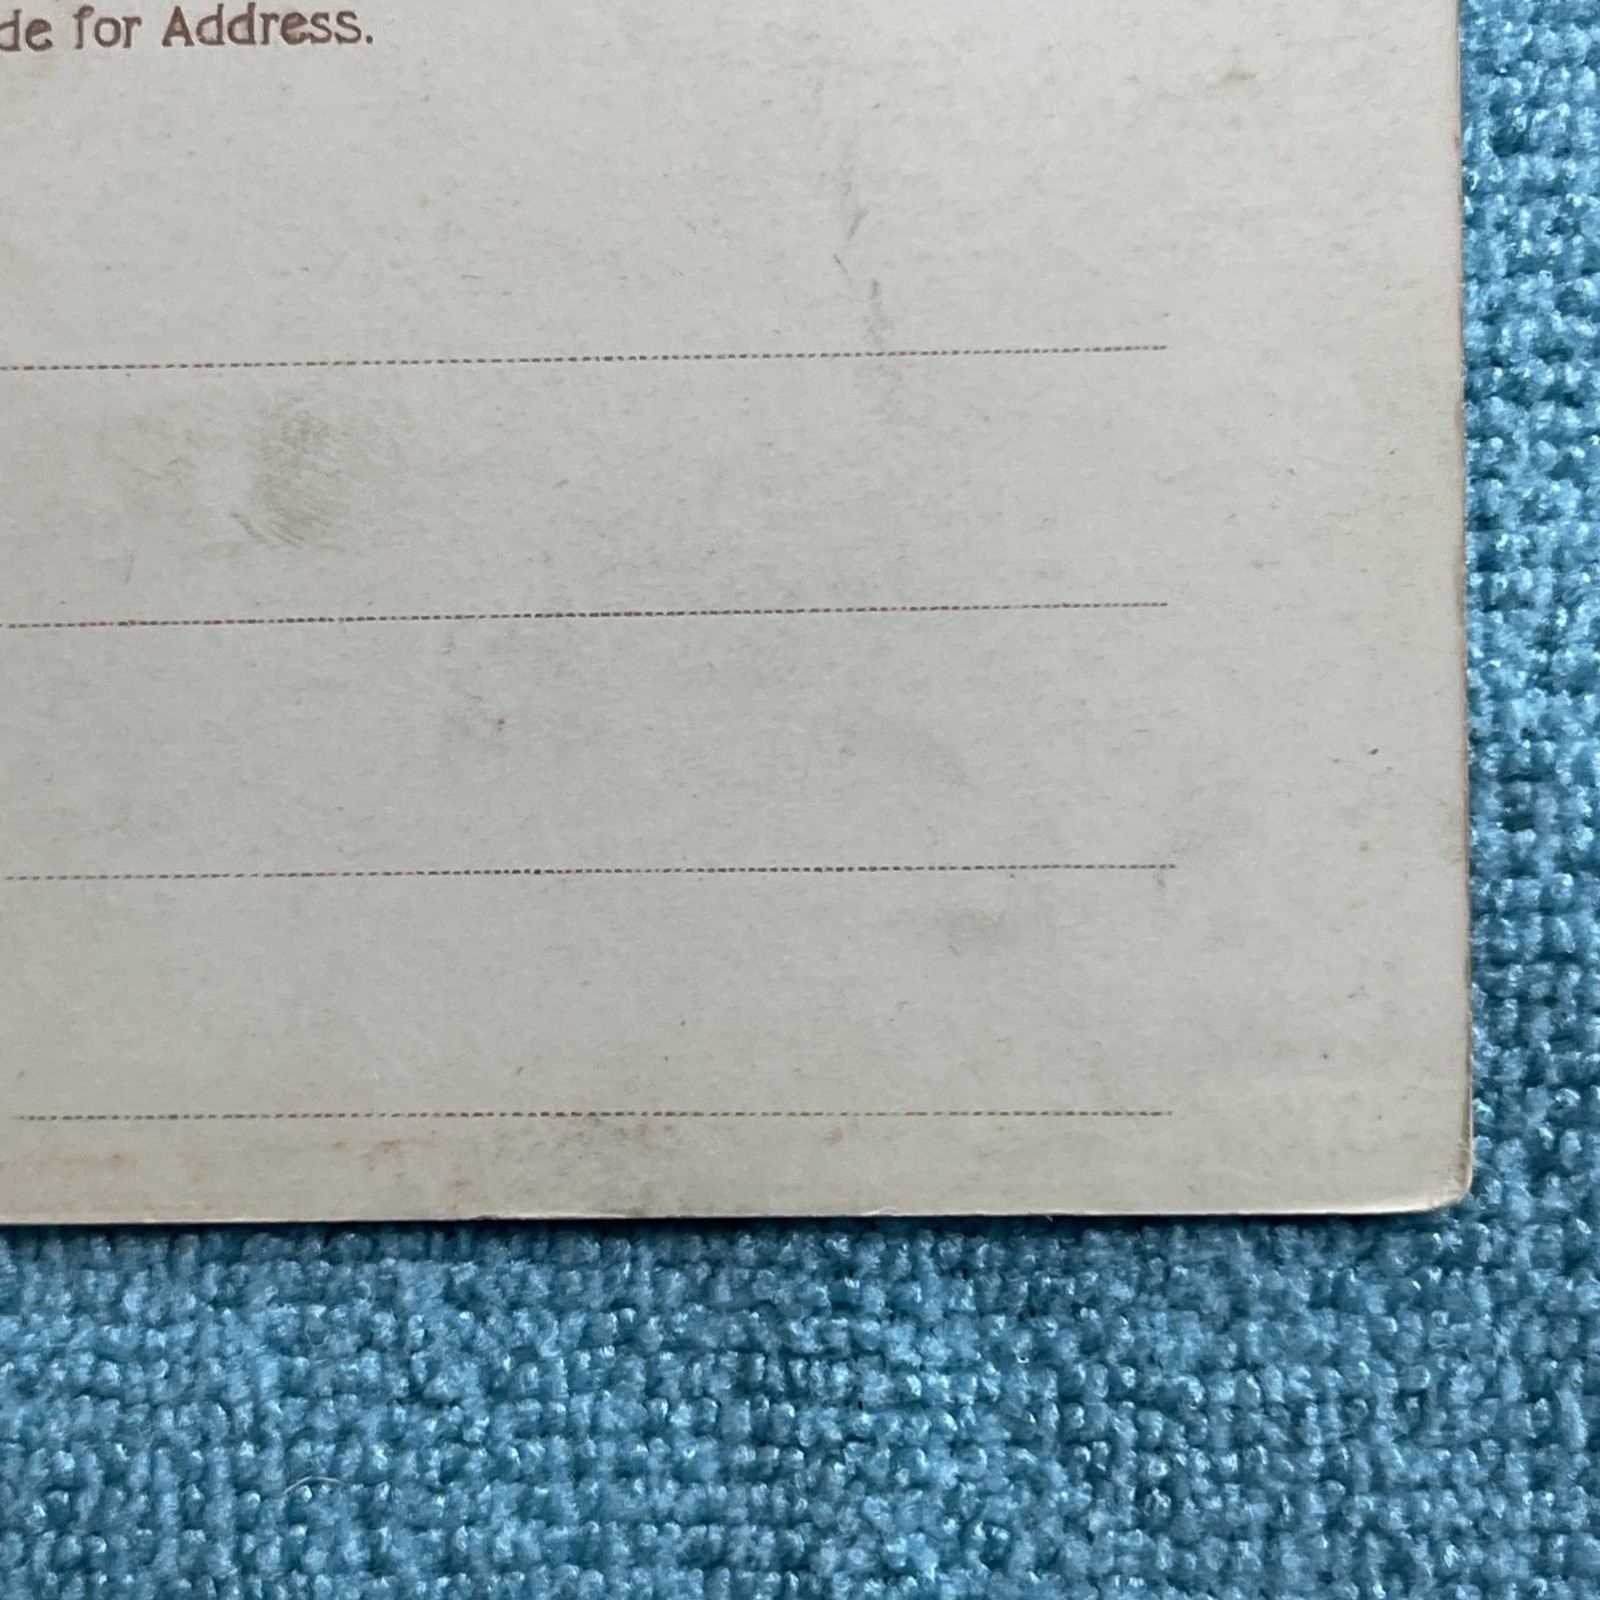 de for Address.